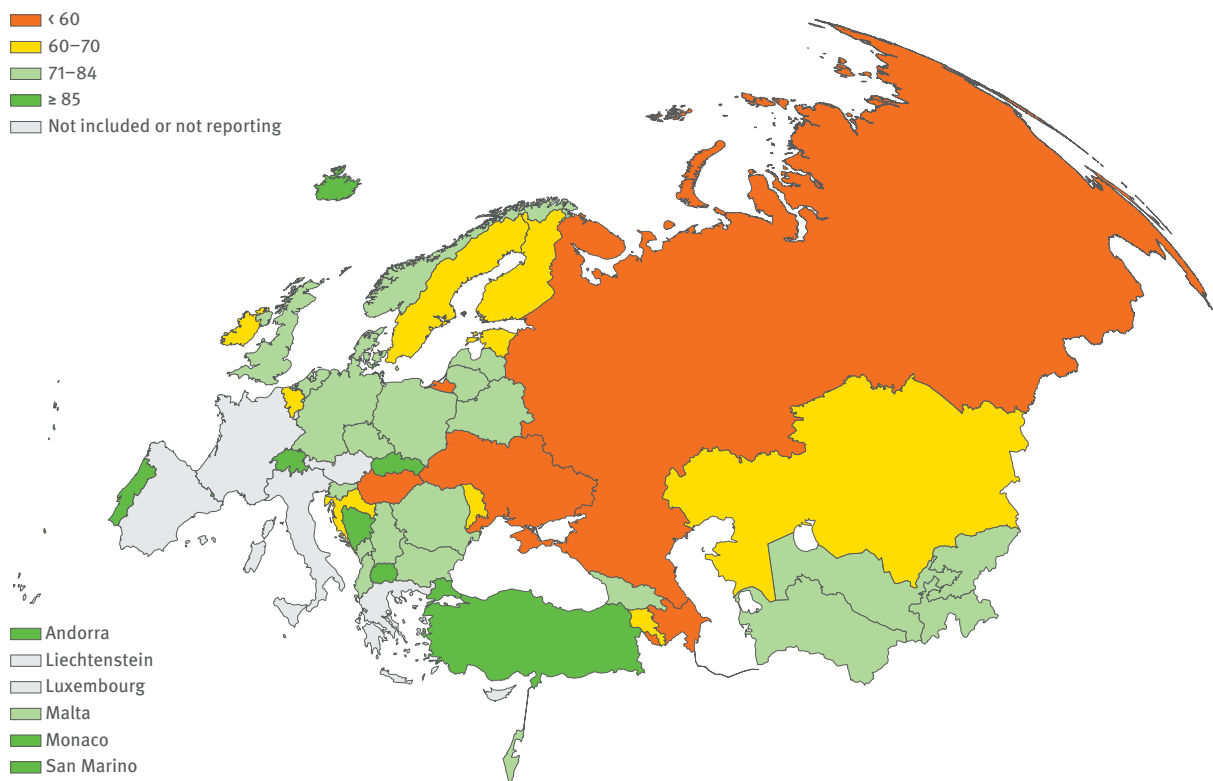 < 60
60–70
71–84
≥ 85
Not included or not reporting
Andorra
Liechtenstein
Luxembourg
Malta
Monaco
San Marino